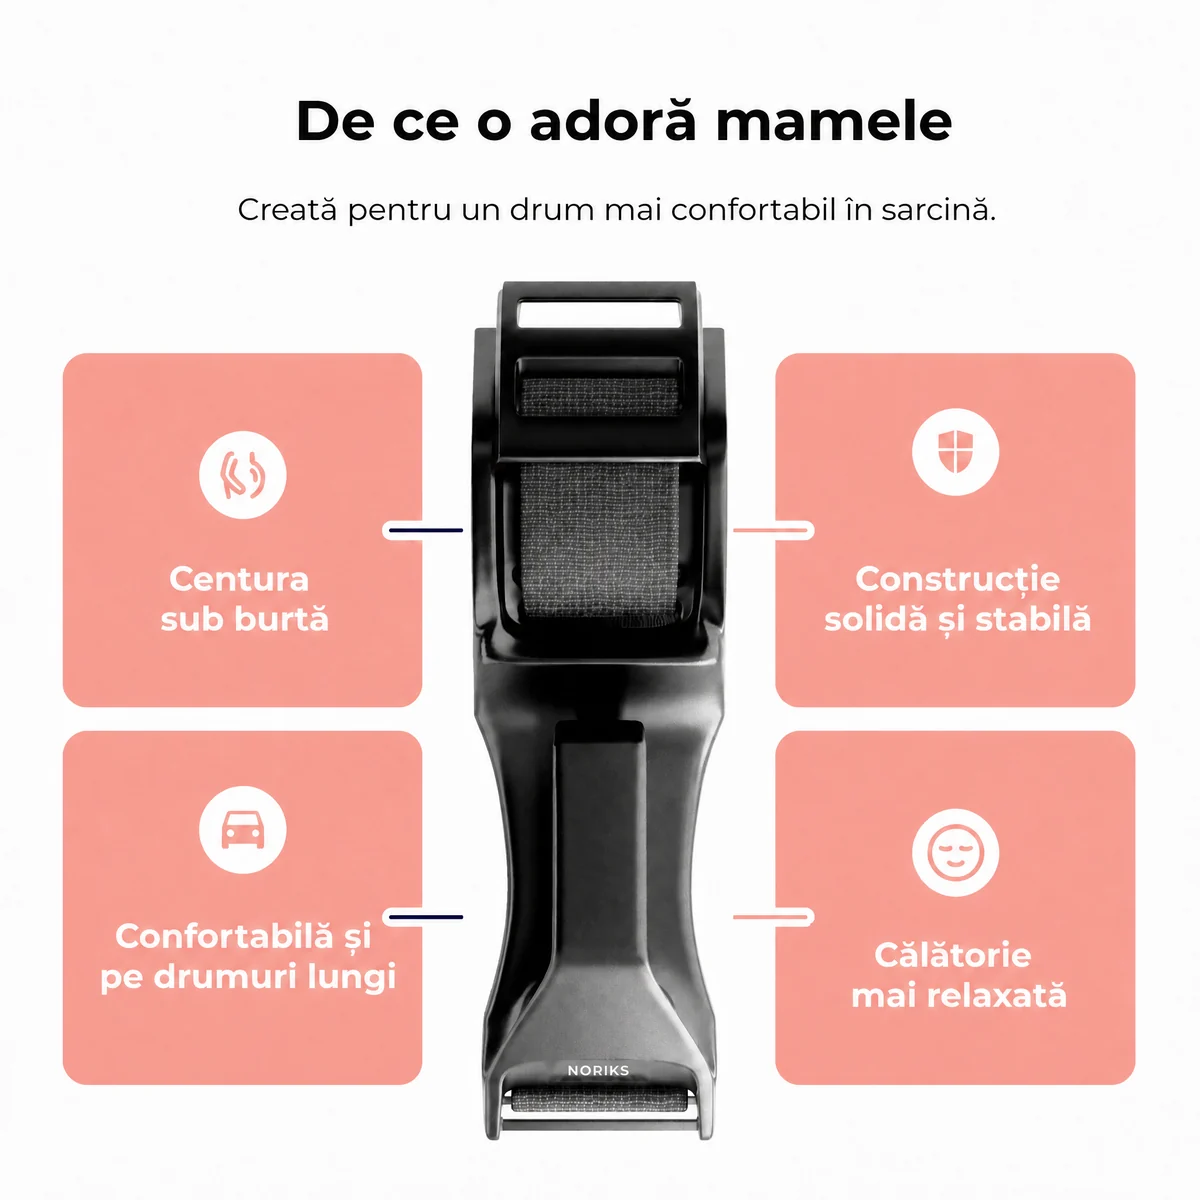 De ce o adoră mamele
Creată pentru un drum mai confortabil în sarcină.
Centura
sub burtă
Construcție
solidă și stabilă
Confortabilă și
pe drumuri lungi
Călătorie
mai relaxată
NORIKS